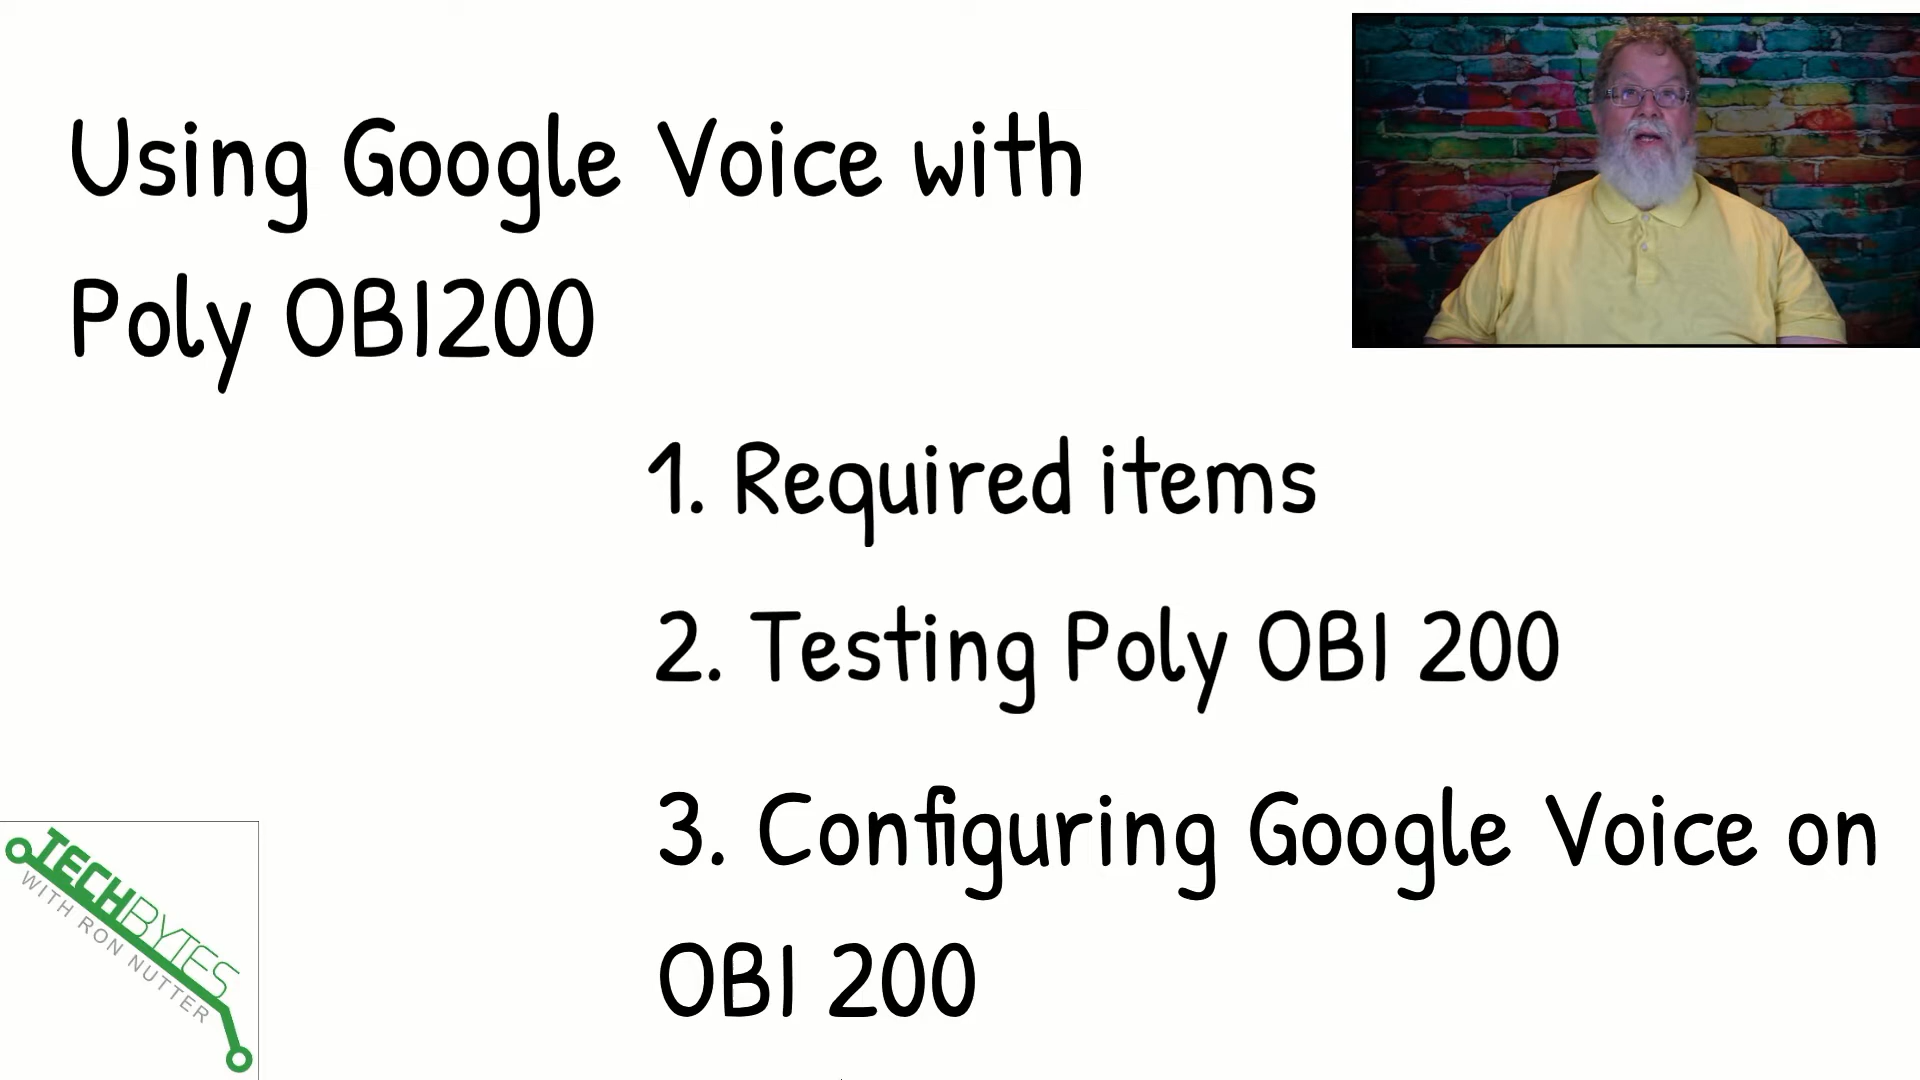 Using Google Voice with
Poly OBI200
1. Required items
2. Testing Poly OBI 200
3. Configuring Google Voice on
OBI 200
TECHBYTES
WITH RON NUTTER